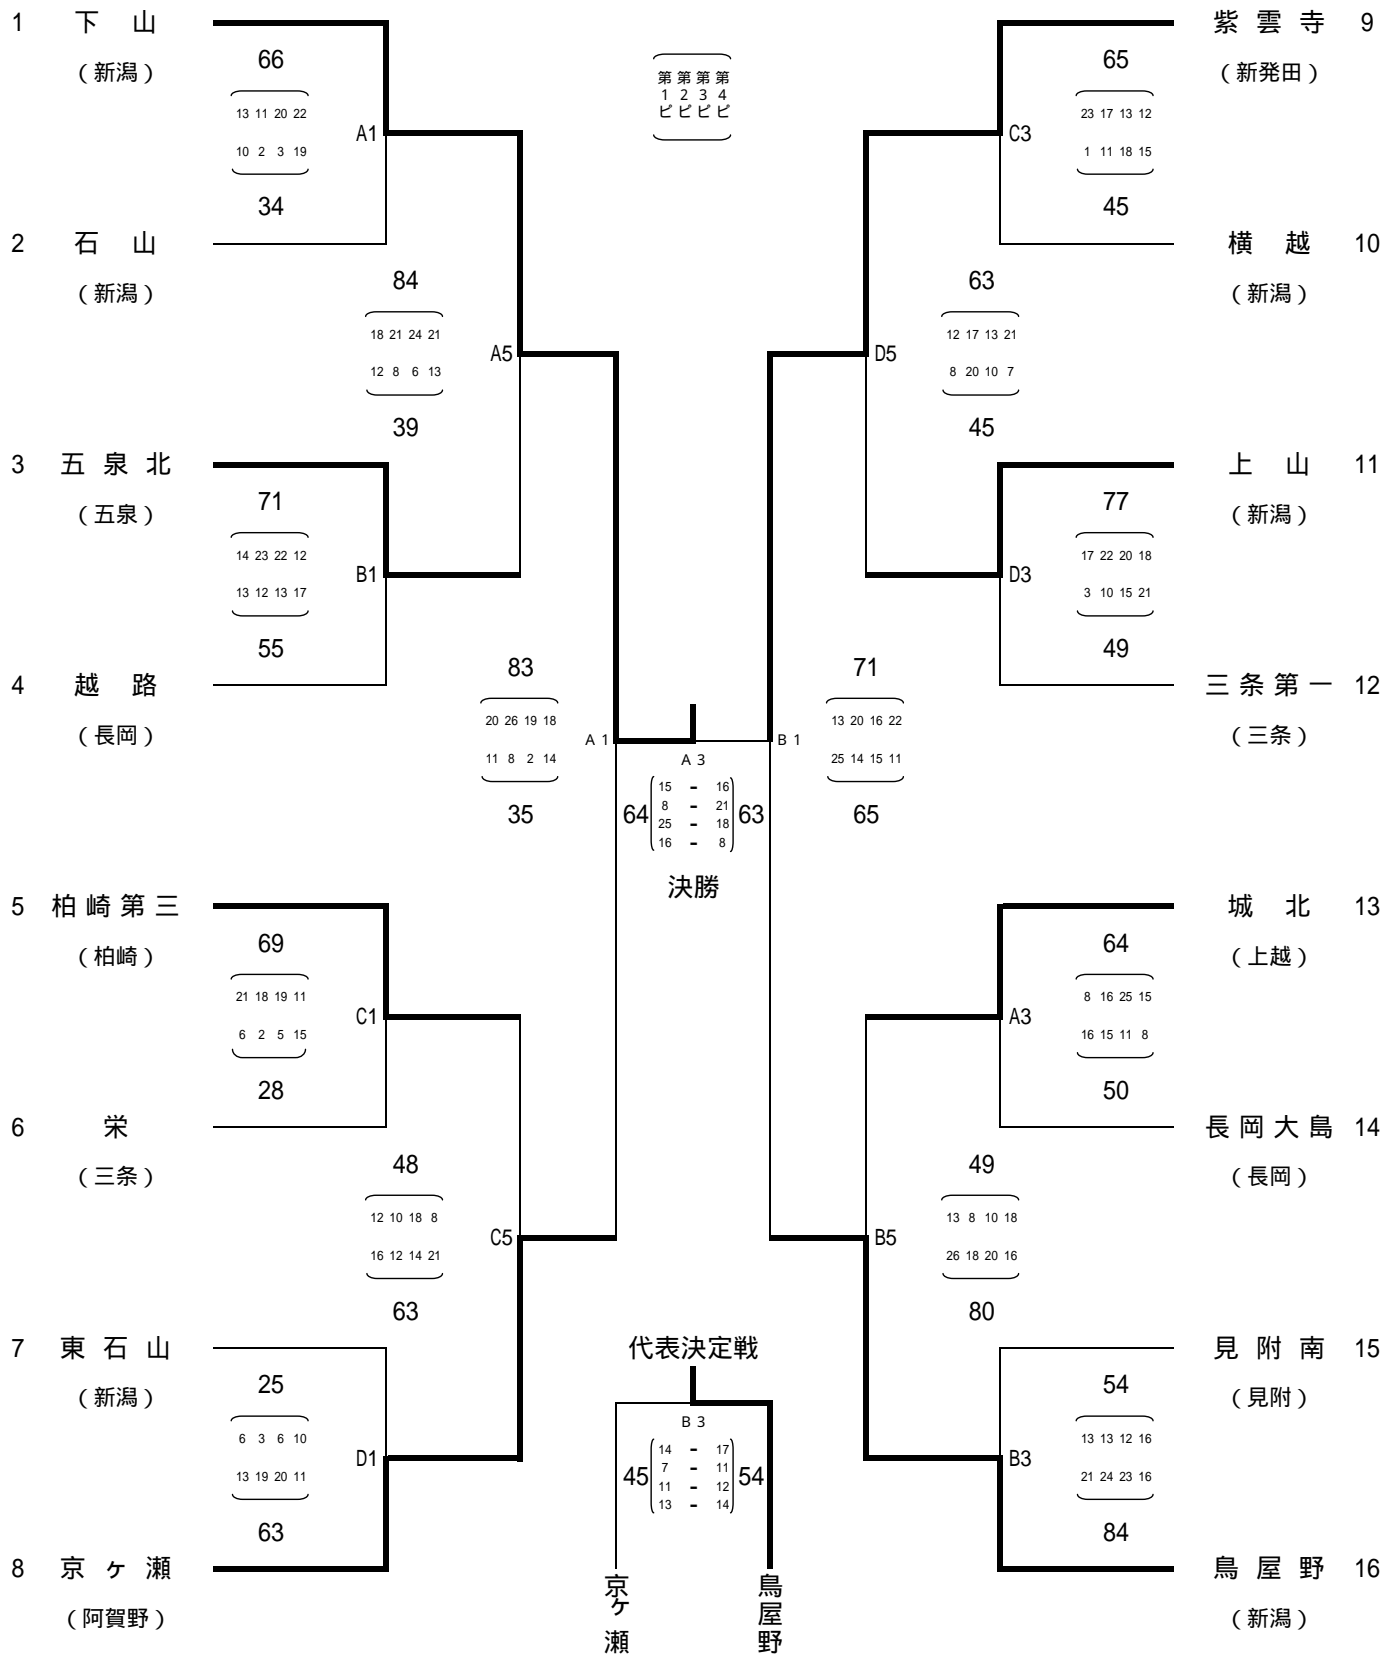 1 下山
(新潟)
66
13 11 20 22
A1
10 2 3 19
34
2 石山
(新潟)
84
18 21 24 21
A5
12 8 6 13
39
3 五泉北
(五泉)
71
14 23 22 12
B1
13 12 13 17
55
4 越路
(長岡)
83
20 26 19 18
A1
11 8 2 14
35
5 柏崎第三
(柏崎)
69
21 18 19 11
C1
6 2 5 15
28
6 栄
(三条)
48
12 10 18 8
C5
16 12 14 21
63
7 東石山
(新潟)
25
6 3 6 10
D1
13 19 20 11
63
8 京ヶ瀬
(阿賀野)
第1ピ 第2ピ 第3ピ 第4ピ
A3
64 63
15 - 16
8 - 21
25 - 18
16 - 8
決勝
代表決定戦
B3
45 54
14 - 17
7 - 11
11 - 12
13 - 14
京ヶ瀬
鳥屋野
紫雲寺 9
(新発田)
65
23 17 13 12
C3
1 11 18 15
45
横越 10
(新潟)
63
12 17 13 21
D5
8 20 10 7
45
上山 11
(新潟)
77
17 22 20 18
D3
3 10 15 21
49
三条第一 12
(三条)
71
13 20 16 22
B1
25 14 15 11
65
城北 13
(上越)
64
8 16 25 15
A3
16 15 11 8
50
長岡大島 14
(長岡)
49
13 8 10 18
B5
26 18 20 16
80
見附南 15
(見附)
54
13 13 12 16
B3
21 24 23 16
84
鳥屋野 16
(新潟)